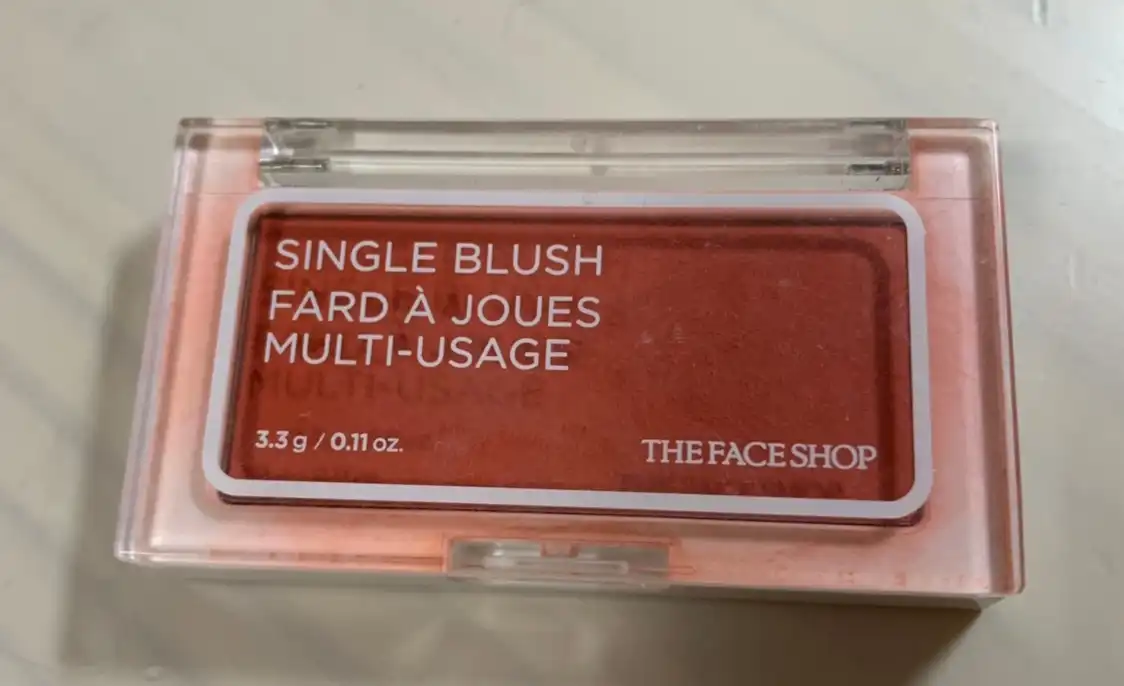 SINGLE BLUSH
FARD À JOUES
MULTI-USAGE
3.3 g / 0.11 oz.
THE FACE SHOP